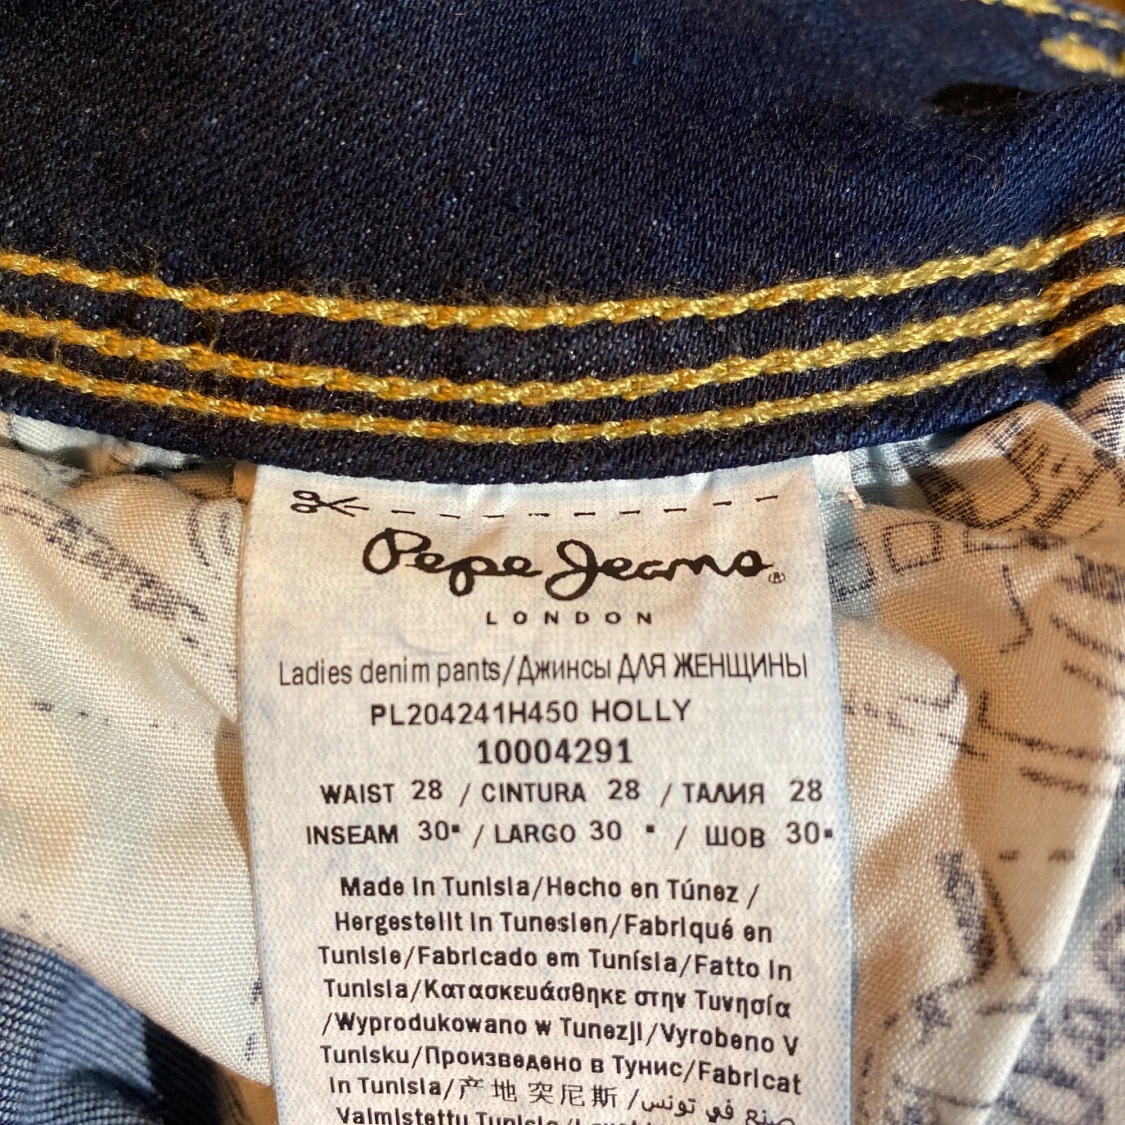 Pepe Jeans®
LONDON
Ladies denim pants/Джинсы ДЛЯ ЖЕНЩИНЫ
PL204241H450 HOLLY
10004291
WAIST 28 / CINTURA 28 / ТАЛИЯ 28
INSEAM 30" / LARGO 30 " / ШОВ 30"
Made in Tunisia/Hecho en Túnez /
Hergestellt in Tunesien/Fabriqué en
Tunisie/Fabricado em Tunísia/Fatto in
Tunisia/Κατασκευάσθηκε στην Τυνησία
/Wyprodukowano w Tunezji/Vyrobeno V
Tunisku/Произведено в Тунис/Fabricat
in Tunisia/产地 突尼斯 /صنع في تونس
Valmistettu Tunisia/